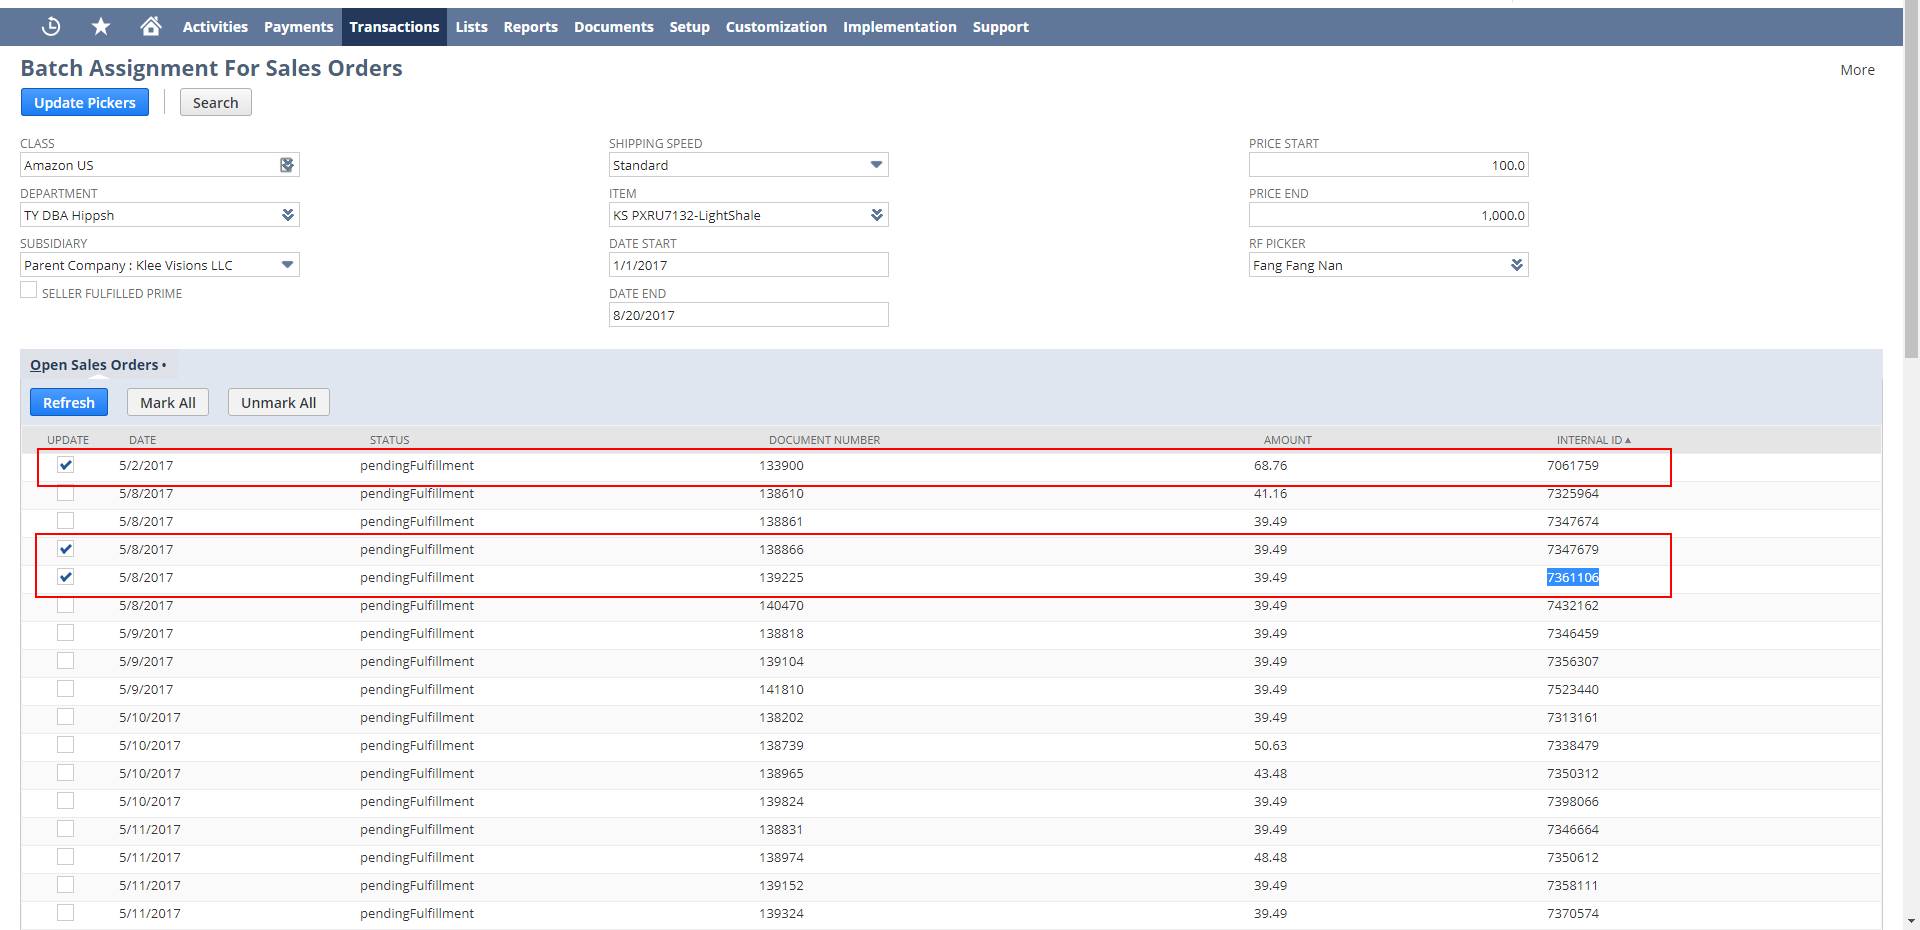 Activities Payments Transactions Lists Reports Documents Setup Customization Implementation Support
Batch Assignment For Sales Orders
More
Update Pickers Search
CLASS SHIPPING SPEED PRICE START
Amazon US Standard 100.0
DEPARTMENT ITEM PRICE END
TY DBA Hippsh KS PXRU7132-LightShale 1,000.0
SUBSIDIARY DATE START RF PICKER
Parent Company : Klee Visions LLC 1/1/2017 Fang Fang Nan
SELLER FULFILLED PRIME DATE END
8/20/2017
Open Sales Orders •
Refresh Mark All Unmark All
UPDATE DATE STATUS DOCUMENT NUMBER AMOUNT INTERNAL ID ▲
5/2/2017 pendingFulfillment 133900 68.76 7061759
5/8/2017 pendingFulfillment 138610 41.16 7325964
5/8/2017 pendingFulfillment 138861 39.49 7347674
5/8/2017 pendingFulfillment 138866 39.49 7347679
5/8/2017 pendingFulfillment 139225 39.49 7361106
5/8/2017 pendingFulfillment 140470 39.49 7432162
5/9/2017 pendingFulfillment 138818 39.49 7346459
5/9/2017 pendingFulfillment 139104 39.49 7356307
5/9/2017 pendingFulfillment 141810 39.49 7523440
5/10/2017 pendingFulfillment 138202 39.49 7313161
5/10/2017 pendingFulfillment 138739 50.63 7338479
5/10/2017 pendingFulfillment 138965 43.48 7350312
5/10/2017 pendingFulfillment 139824 39.49 7398066
5/11/2017 pendingFulfillment 138831 39.49 7346664
5/11/2017 pendingFulfillment 138974 48.48 7350612
5/11/2017 pendingFulfillment 139152 39.49 7358111
5/11/2017 pendingFulfillment 139324 39.49 7370574